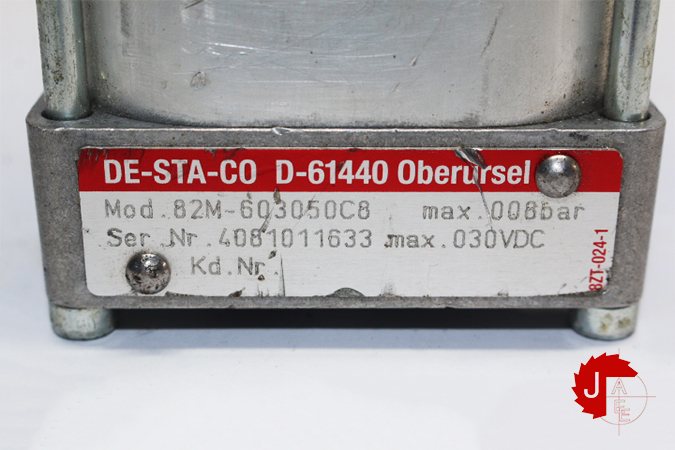 DE-STA-CO D-61440 Oberursel
Mod.82M-603050C8 max.008bar
Ser.Nr.4081011633 max.030VDC
Kd.Nr.
8ZT-024-1
J
A